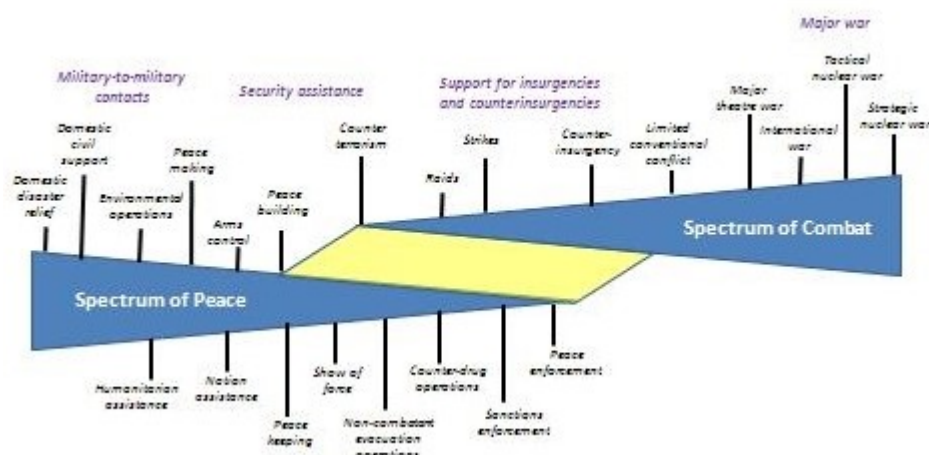 Major war
Military-to-military
contacts
Security assistance
Support for insurgencies
and counterinsurgencies
Tactical
nuclear war
Domestic
civil
support
Peace
making
Counter
terrorism
Strikes
Counter-
insurgency
Limited
conventional
conflict
Major
theatre war
International
war
Strategic
nuclear war
Domestic
disaster
relief
Environmental
operations
Arms
control
Peace
building
Raids
Spectrum of Combat
Spectrum of Peace
Humanitarian
assistance
Nation
assistance
Peace
keeping
Show of
force
Non-combatant
evacuation
operations
Counter-drug
operations
Sanctions
enforcement
Peace
enforcement